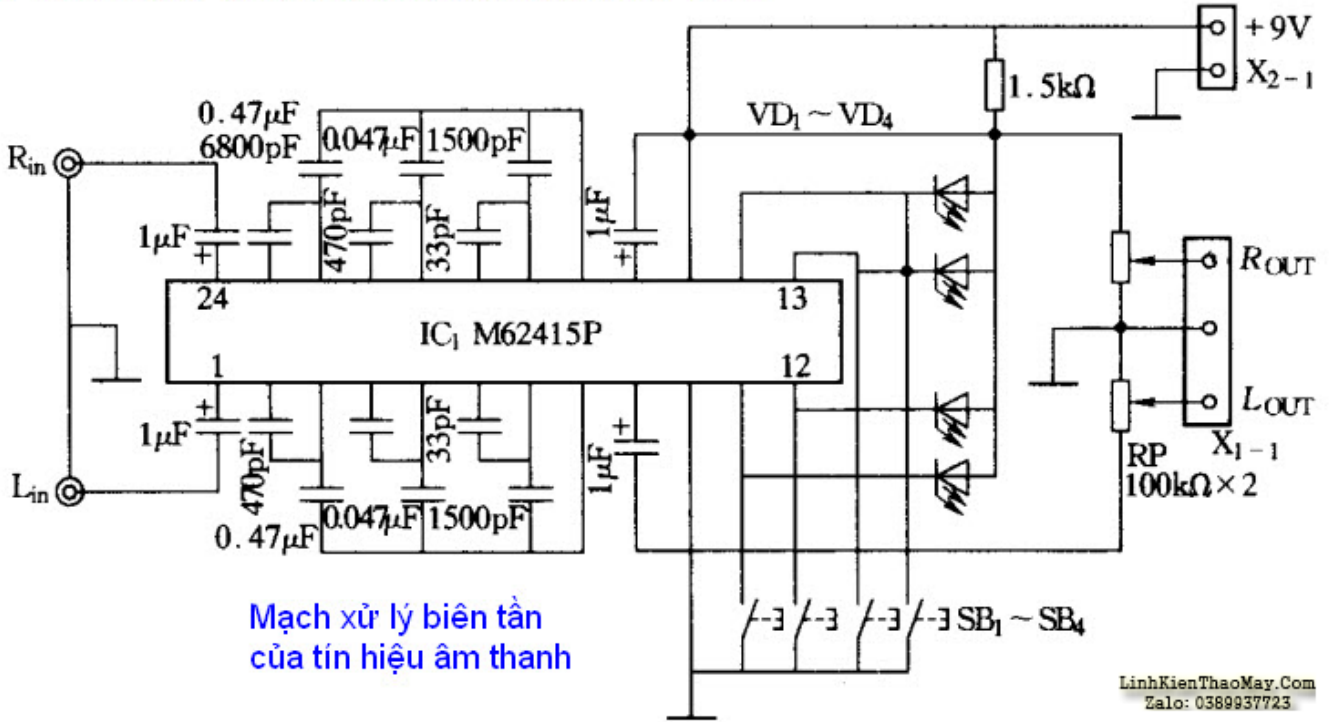 +9V
X2-1
1.5kΩ
0.47μF
6800pF
0.047μF
1500pF
VD1～VD4
Rin
1μF
470pF
33pF
1μF
24
13
ROUT
IC1 M62415P
1
12
LOUT
X1-1
RP
100kΩ×2
1μF
470pF
33pF
1μF
Lin
0.47μF
0.047μF
1500pF
SB1～SB4
Mạch xử lý biên tần
của tín hiệu âm thanh
LinhKienThaoMay.Com
Zalo: 0389937723